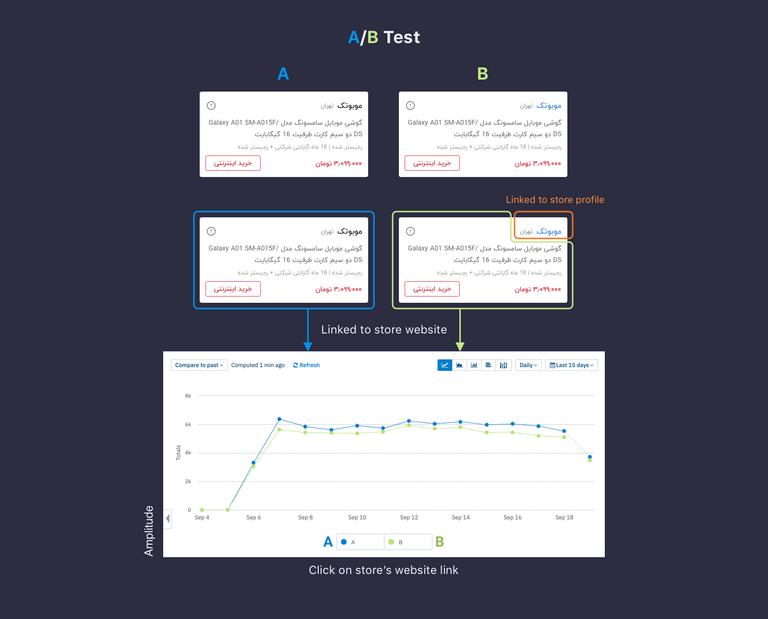 A/B Test
A
B
موبوتک تهران
گوشی موبایل سامسونگ مدل Galaxy A01 SM-A015F/
DS دو سیم کارت ظرفیت 16 گیگابایت
رجیستر شده | 18 ماه گارانتی شرکتی + رجیستر شده
۳٫۰۹۹٫۰۰۰ تومان
خرید اینترنتی
موبوتک تهران
گوشی موبایل سامسونگ مدل Galaxy A01 SM-A015F/
DS دو سیم کارت ظرفیت 16 گیگابایت
رجیستر شده | 18 ماه گارانتی شرکتی + رجیستر شده
۳٫۰۹۹٫۰۰۰ تومان
خرید اینترنتی
Linked to store profile
موبوتک تهران
گوشی موبایل سامسونگ مدل Galaxy A01 SM-A015F/
DS دو سیم کارت ظرفیت 16 گیگابایت
رجیستر شده | 18 ماه گارانتی شرکتی + رجیستر شده
۳٫۰۹۹٫۰۰۰ تومان
خرید اینترنتی
موبوتک تهران
گوشی موبایل سامسونگ مدل Galaxy A01 SM-A015F/
DS دو سیم کارت ظرفیت 16 گیگابایت
رجیستر شده | 18 ماه گارانتی شرکتی + رجیستر شده
۳٫۰۹۹٫۰۰۰ تومان
خرید اینترنتی
Linked to store website
Compare to past Computed 1 min ago Refresh Daily Last 15 days
8k
6k
4k
2k
0
Totals
Sep 4 Sep 6 Sep 8 Sep 10 Sep 12 Sep 14 Sep 16 Sep 18
A A B B
Amplitude
Click on store's website link